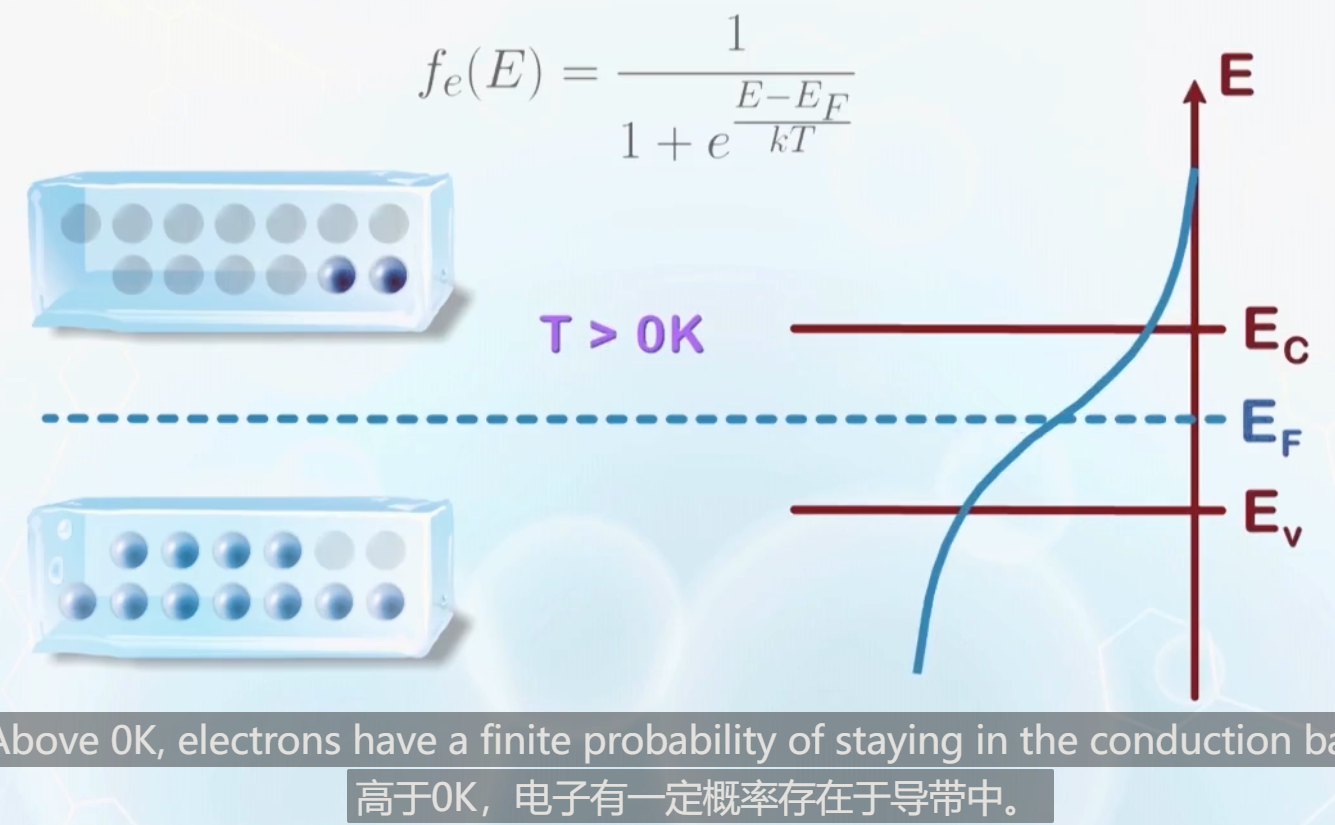 f_e(E) = \frac{1}{1 + e^{\frac{E-E_F}{kT}}}
E
T > 0K
E_C
E_F
E_v
Above 0K, electrons have a finite probability of staying in the conduction ba
高于0K，电子有一定概率存在于导带中。